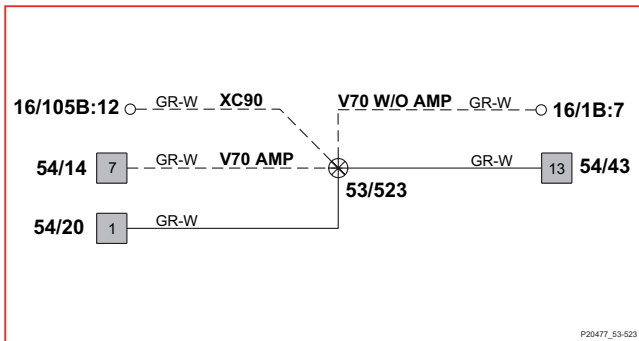 16/105B:12 GR-W XC90 V70 W/O AMP GR-W 16/1B:7
54/14 7 GR-W V70 AMP GR-W 13 54/43
53/523
54/20 1 GR-W
P20477_53-523